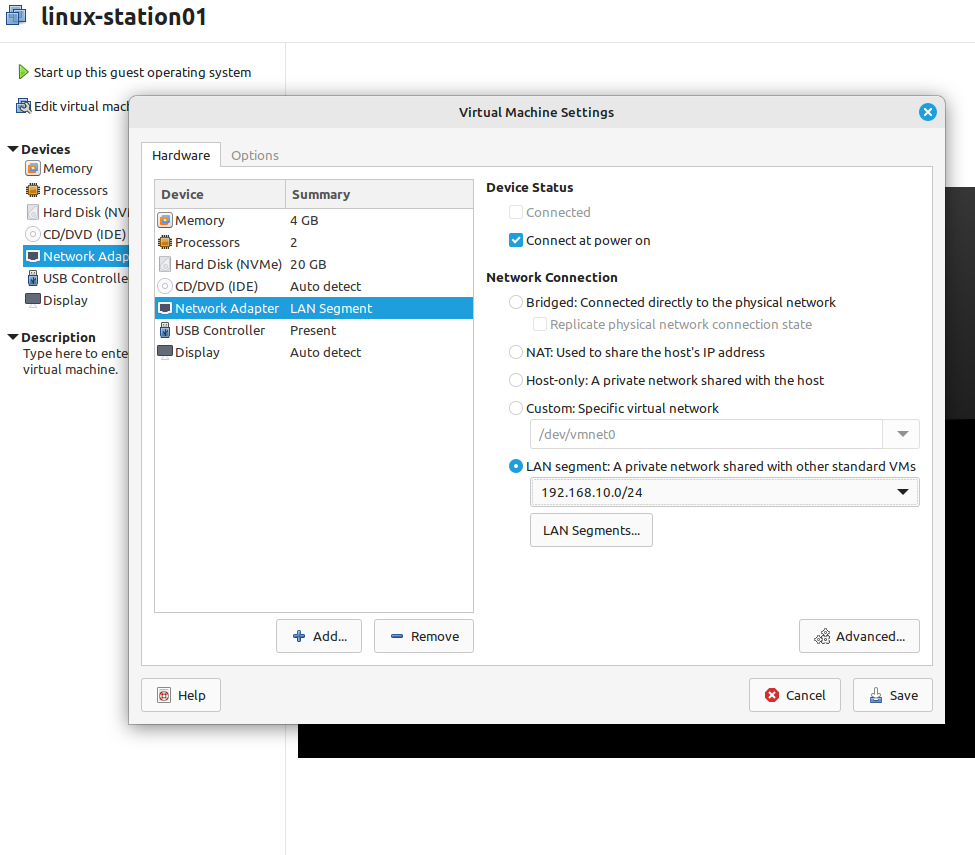 linux-station01
Start up this guest operating system
Edit virtual mach
Devices
Memory
Processors
Hard Disk (NVM
CD/DVD (IDE)
Network Adap
USB Controlle
Display
Description
Type here to ente
virtual machine.
Virtual Machine Settings
Hardware Options
Device Summary
Memory 4 GB
Processors 2
Hard Disk (NVMe) 20 GB
CD/DVD (IDE) Auto detect
Network Adapter LAN Segment
USB Controller Present
Display Auto detect
Add... Remove
Device Status
Connected
Connect at power on
Network Connection
Bridged: Connected directly to the physical network
Replicate physical network connection state
NAT: Used to share the host's IP address
Host-only: A private network shared with the host
Custom: Specific virtual network
/dev/vmnet0
LAN segment: A private network shared with other standard VMs
192.168.10.0/24
LAN Segments...
Advanced...
Help Cancel Save